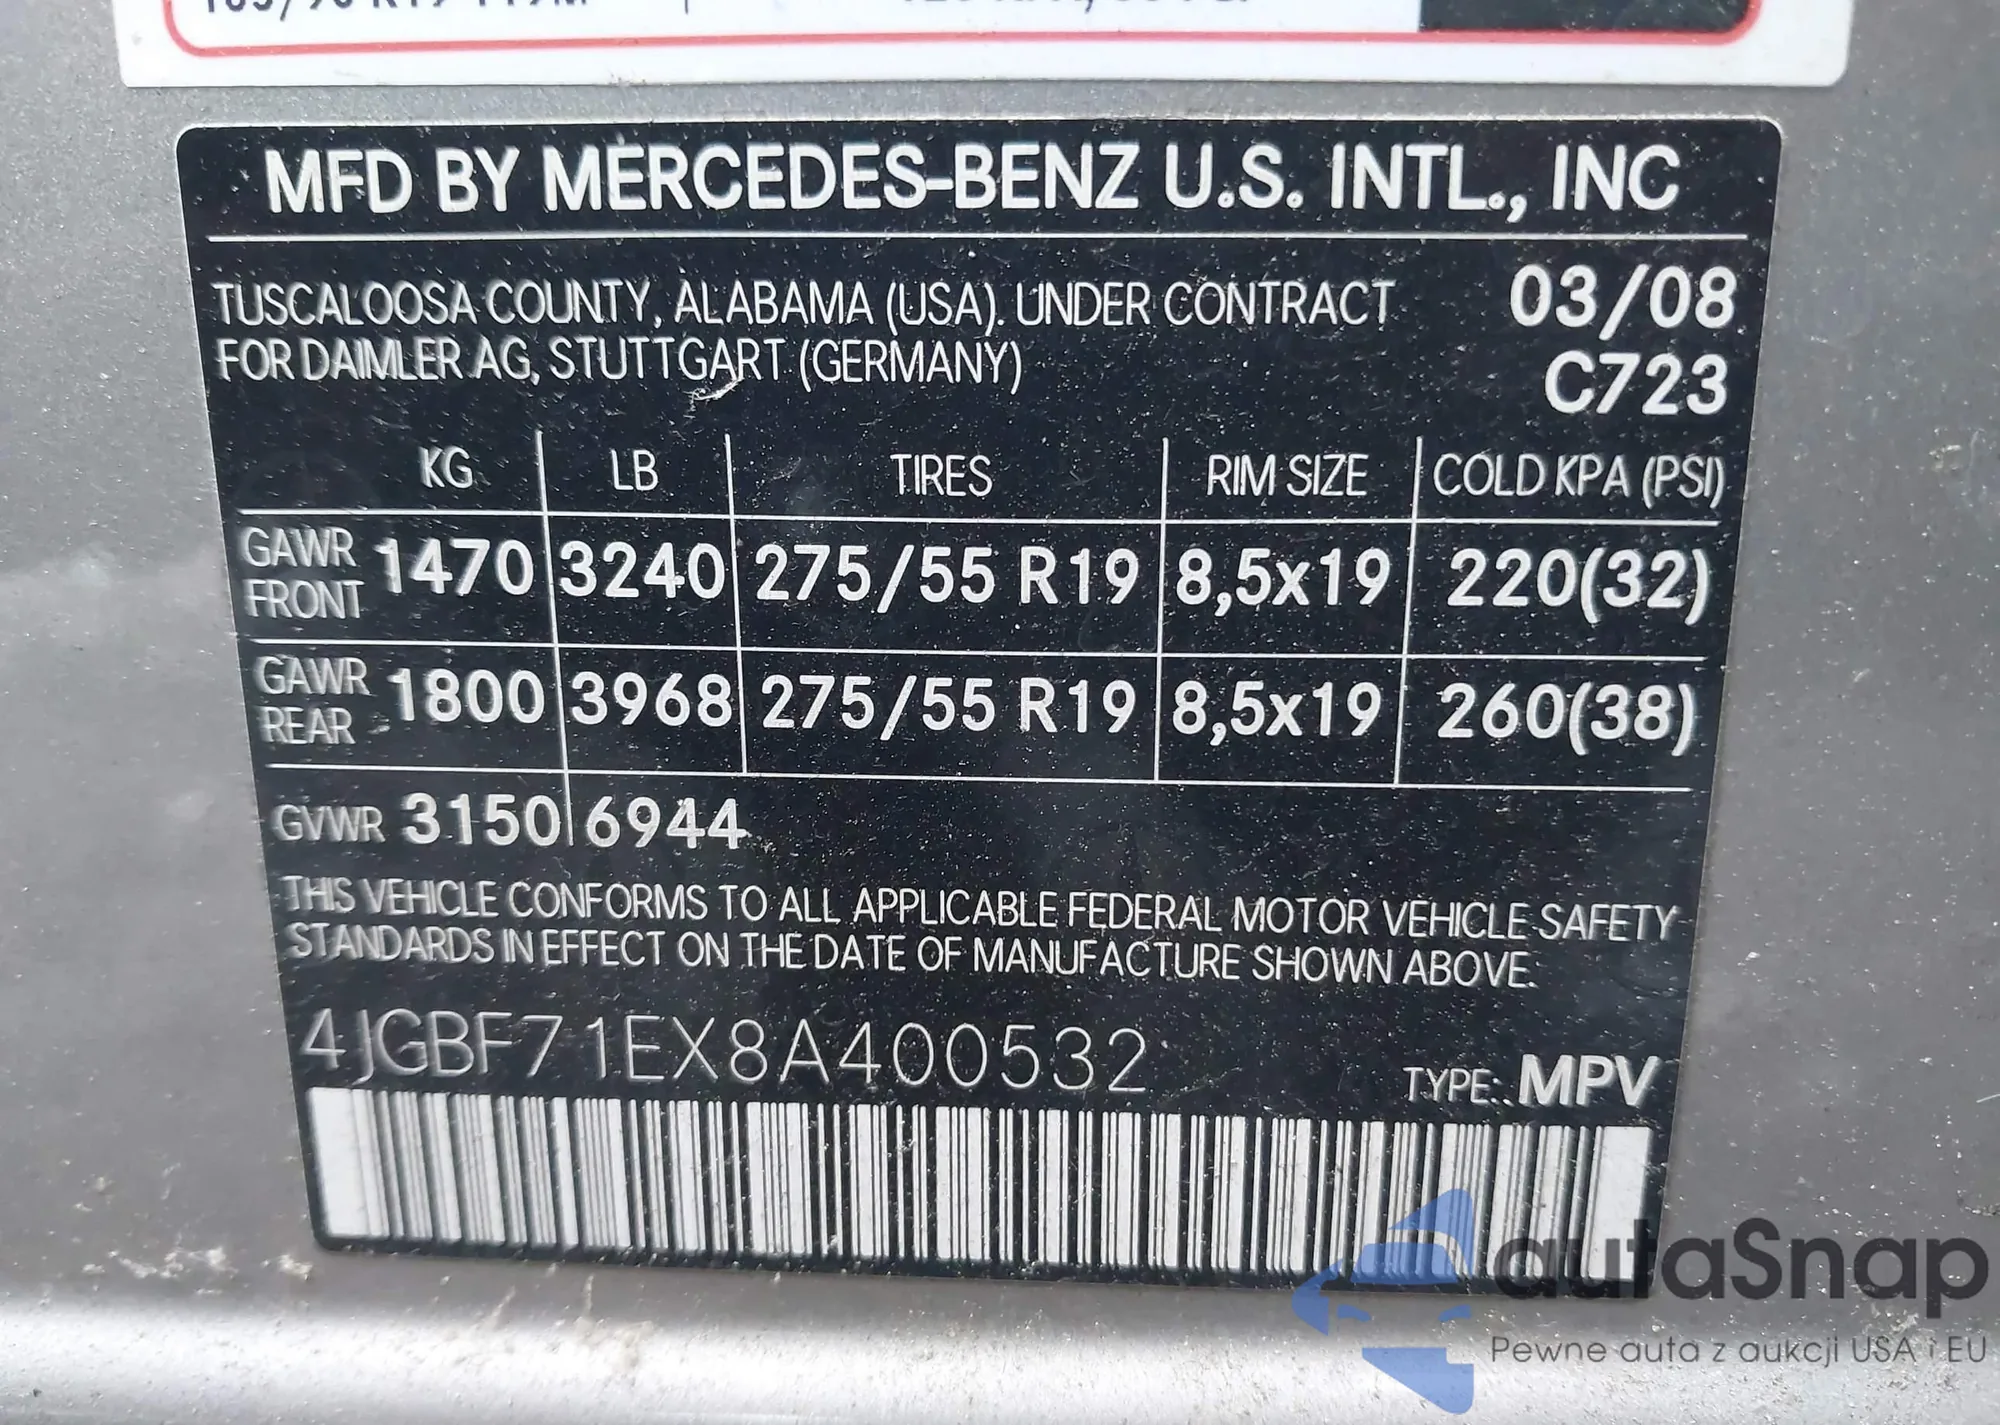 MFD BY MERCEDES-BENZ U.S. INTL., INC
TUSCALOOSA COUNTY, ALABAMA (USA). UNDER CONTRACT 03/08
FOR DAIMLER AG, STUTTGART (GERMANY) C723
KG LB TIRES RIM SIZE COLD KPA (PSI)
GAWR FRONT 1470 3240 275/55 R19 8,5x19 220(32)
GAWR REAR 1800 3968 275/55 R19 8,5x19 260(38)
GVWR 3150 6944
THIS VEHICLE CONFORMS TO ALL APPLICABLE FEDERAL MOTOR VEHICLE SAFETY
STANDARDS IN EFFECT ON THE DATE OF MANUFACTURE SHOWN ABOVE.
4JGBF71EX8A400532 TYPE: MPV
autaSnap
Pewne auta z aukcji USA i EU